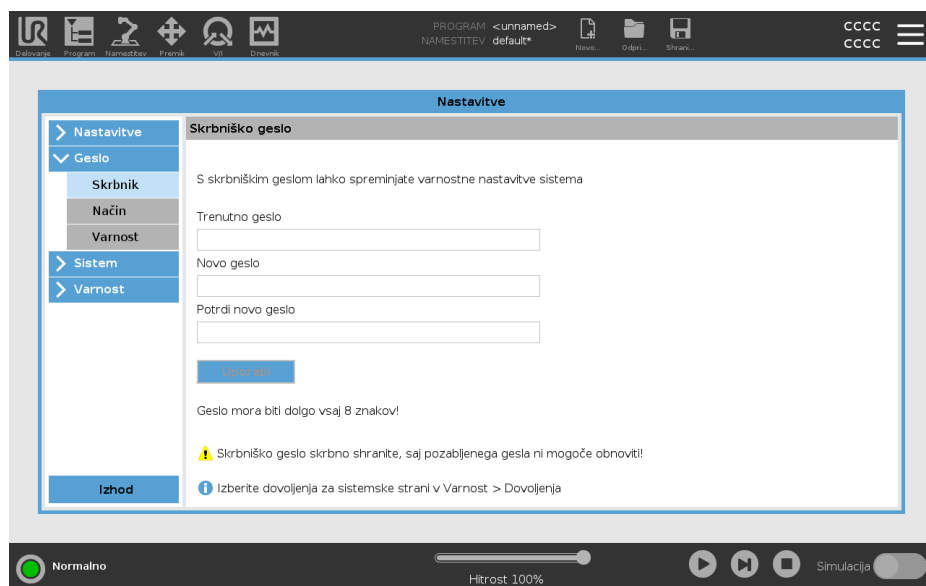 PROGRAM <unnamed>
NAMESTITEV default*
Delovanje Program Namestitev Premik V/I Dnevnik Novo... Odpri... Shrani...
cccc
cccc
Nastavitve
Nastavitve
Geslo
Skrbnik
Način
Varnost
Sistem
Varnost
Izhod
Skrbniško geslo
S skrbniškim geslom lahko spreminjate varnostne nastavitve sistema
Trenutno geslo
Novo geslo
Potrdi novo geslo
Uporabi
Geslo mora biti dolgo vsaj 8 znakov!
Skrbniško geslo skrbno shranite, saj pozabljenega gesla ni mogoče obnoviti!
Izberite dovoljenja za sistemske strani v Varnost > Dovoljenja
Normalno
Hitrost 100%
Simulacija